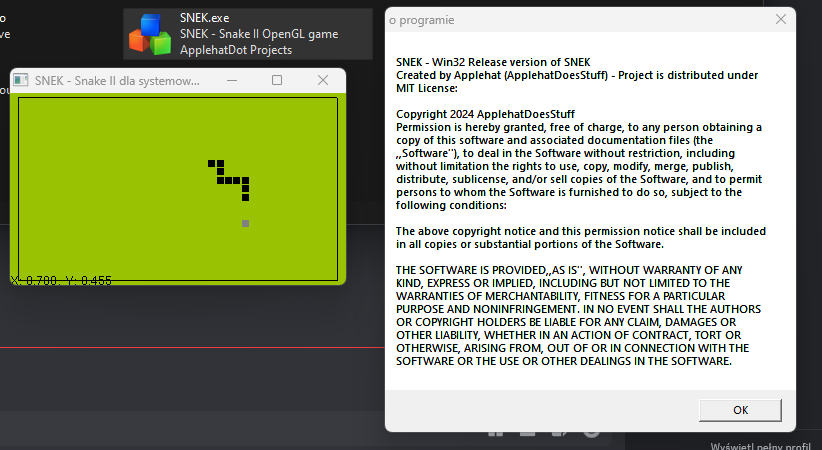 o
ve
SNEK.exe
SNEK - Snake II OpenGL game
ApplehatDot Projects
SNEK - Snake II dla systemow...
X: 0.700, Y: 0.455
o programie
SNEK - Win32 Release version of SNEK
Created by Applehat (ApplehatDoesStuff) - Project is distributed under
MIT License:
Copyright 2024 ApplehatDoesStuff
Permission is hereby granted, free of charge, to any person obtaining a
copy of this software and associated documentation files (the
,,Software"), to deal in the Software without restriction, including
without limitation the rights to use, copy, modify, merge, publish,
distribute, sublicense, and/or sell copies of the Software, and to permit
persons to whom the Software is furnished to do so, subject to the
following conditions:
The above copyright notice and this permission notice shall be included
in all copies or substantial portions of the Software.
THE SOFTWARE IS PROVIDED,,AS IS", WITHOUT WARRANTY OF ANY
KIND, EXPRESS OR IMPLIED, INCLUDING BUT NOT LIMITED TO THE
WARRANTIES OF MERCHANTABILITY, FITNESS FOR A PARTICULAR
PURPOSE AND NONINFRINGEMENT. IN NO EVENT SHALL THE AUTHORS
OR COPYRIGHT HOLDERS BE LIABLE FOR ANY CLAIM, DAMAGES OR
OTHER LIABILITY, WHETHER IN AN ACTION OF CONTRACT, TORT OR
OTHERWISE, ARISING FROM, OUT OF OR IN CONNECTION WITH THE
SOFTWARE OR THE USE OR OTHER DEALINGS IN THE SOFTWARE.
OK
Wyświetl pełny profil